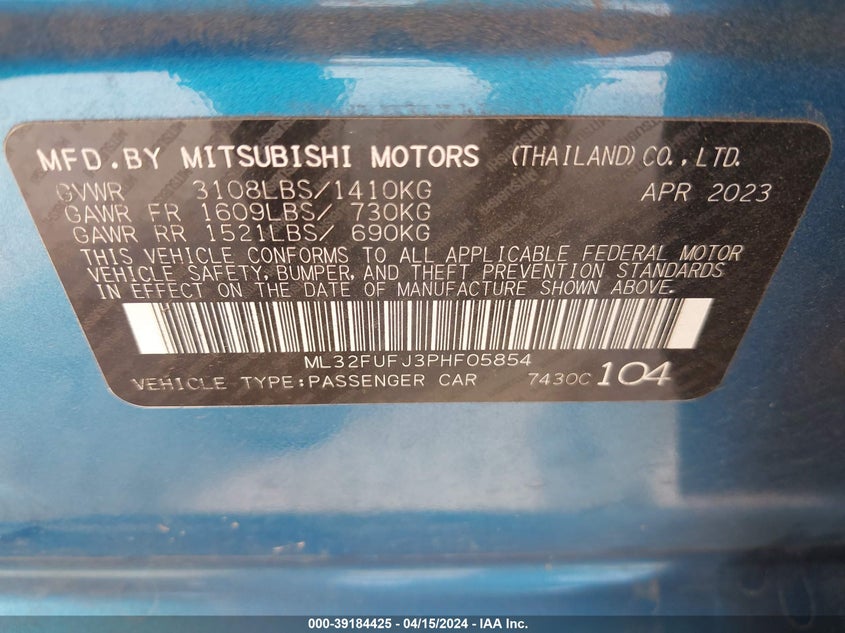 MFD.BY MITSUBISHI MOTORS (THAILAND)CO.,LTD.
GVWR 3108LBS/1410KG APR 2023
GAWR FR 1609LBS/ 730KG
GAWR RR 1521LBS/ 690KG
THIS VEHICLE CONFORMS TO ALL APPLICABLE FEDERAL MOTOR
VEHICLE SAFETY, BUMPER, AND THEFT PREVENTION STANDARDS
IN EFFECT ON THE DATE OF MANUFACTURE SHOWN ABOVE.
ML32FUFJ3PHF05854
VEHICLE TYPE:PASSENGER CAR 7430C 104
000-39184425 - 04/15/2024 - IAA Inc.